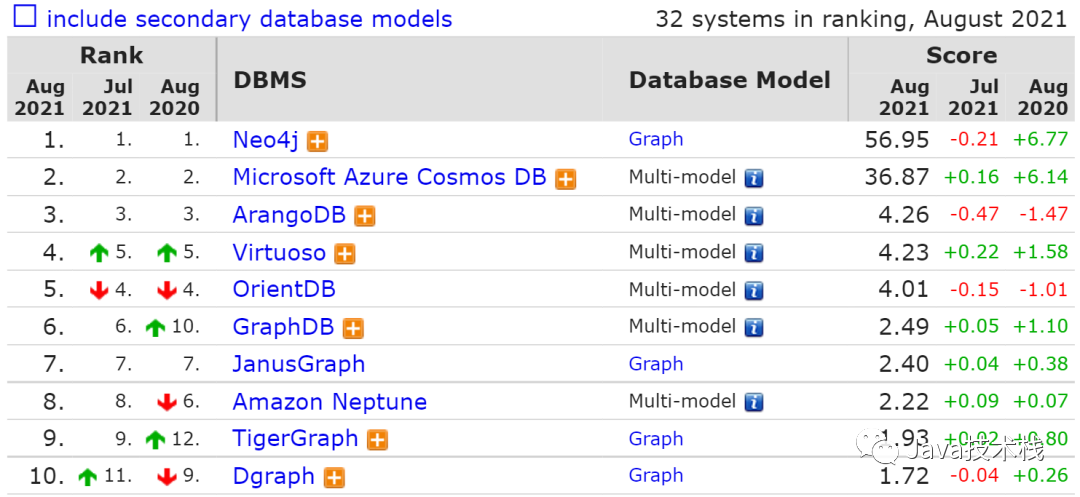 include secondary database models 32 systems in ranking, August 2021
Rank DBMS Database Model Score
Aug 2021 Jul 2021 Aug 2020 Aug 2021 Jul 2021 Aug 2020
1. 1. 1. Neo4j Graph 56.95 -0.21 +6.77
2. 2. 2. Microsoft Azure Cosmos DB Multi-model 36.87 +0.16 +6.14
3. 3. 3. ArangoDB Multi-model 4.26 -0.47 -1.47
4. 5. 5. Virtuoso Multi-model 4.23 +0.22 +1.58
5. 4. 4. OrientDB Multi-model 4.01 -0.15 -1.01
6. 6. 10. GraphDB Multi-model 2.49 +0.05 +1.10
7. 7. 7. JanusGraph Graph 2.40 +0.04 +0.38
8. 8. 6. Amazon Neptune Multi-model 2.22 +0.09 +0.07
9. 9. 12. TigerGraph Graph 1.93 +0.02 +0.80
Java技术栈
10. 11. 9. Dgraph Graph 1.72 -0.04 +0.26